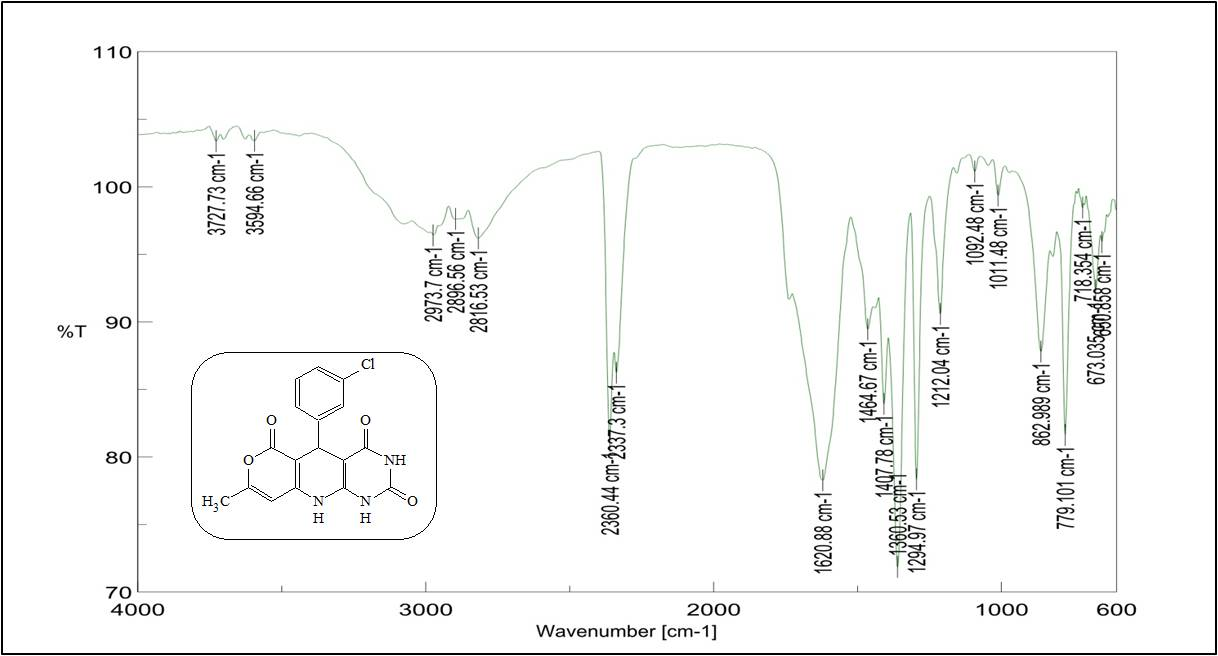 110
100
90
80
70
%T
4000
3000
2000
1000
600
Wavenumber [cm-1]
3727.73 cm-1
3594.66 cm-1
2973.7 cm-1
2896.56 cm-1
2816.53 cm-1
2360.44 cm-1
2337.3 cm-1
1620.88 cm-1
1464.67 cm-1
1407.78 cm-1
1360.53 cm-1
1294.97 cm-1
1212.04 cm-1
1092.48 cm-1
1011.48 cm-1
862.989 cm-1
779.101 cm-1
718.354 cm-1
673.035 cm-1
Cl
O
O
O
NH
H3C
N
N
O
H
H